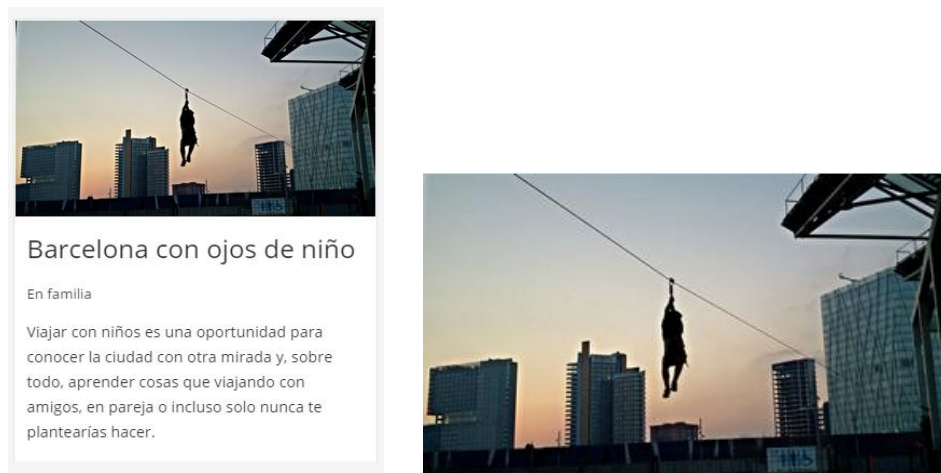 Barcelona con ojos de niño
En familia
Viajar con niños es una oportunidad para
conocer la ciudad con otra mirada y, sobre
todo, aprender cosas que viajando con
amigos, en pareja o incluso solo nunca te
plantearías hacer.